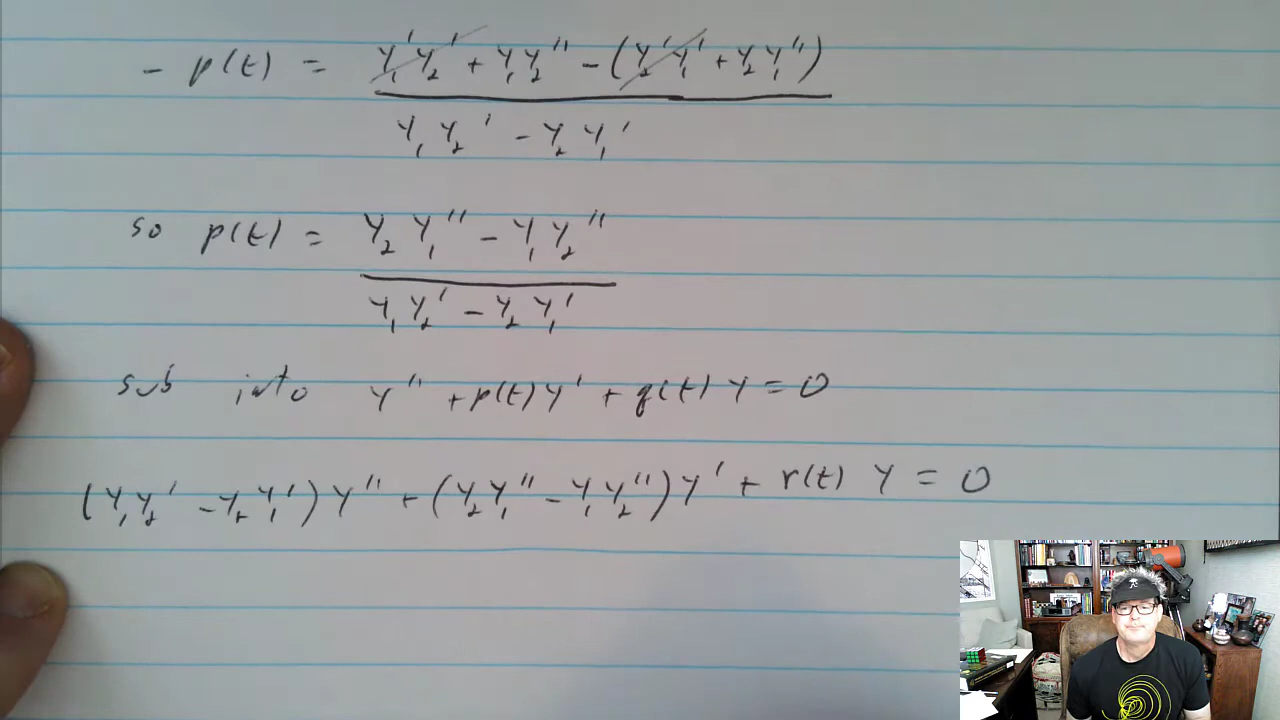 - p(t) = y₁'y₂' + y₁y₂'' - (y₂'y₁' + y₂y₁'')
y₁y₂' - y₂y₁'
so p(t) = y₂y₁'' - y₁y₂''
y₁y₂' - y₂y₁'
sub into y'' + p(t)y' + q(t)y = 0
(y₁y₂' - y₂y₁')y'' + (y₂y₁'' - y₁y₂'')y' + r(t) y = 0